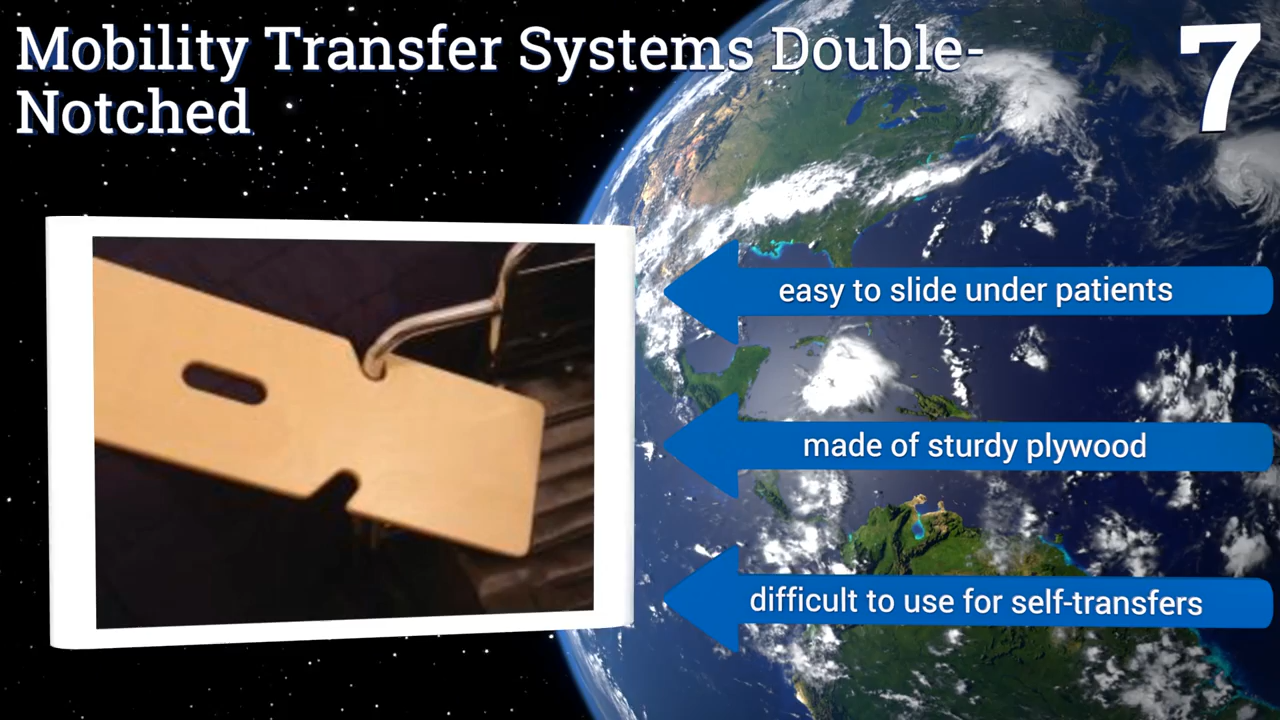 Mobility Transfer Systems Double-
Notched
7
easy to slide under patients
made of sturdy plywood
difficult to use for self-transfers